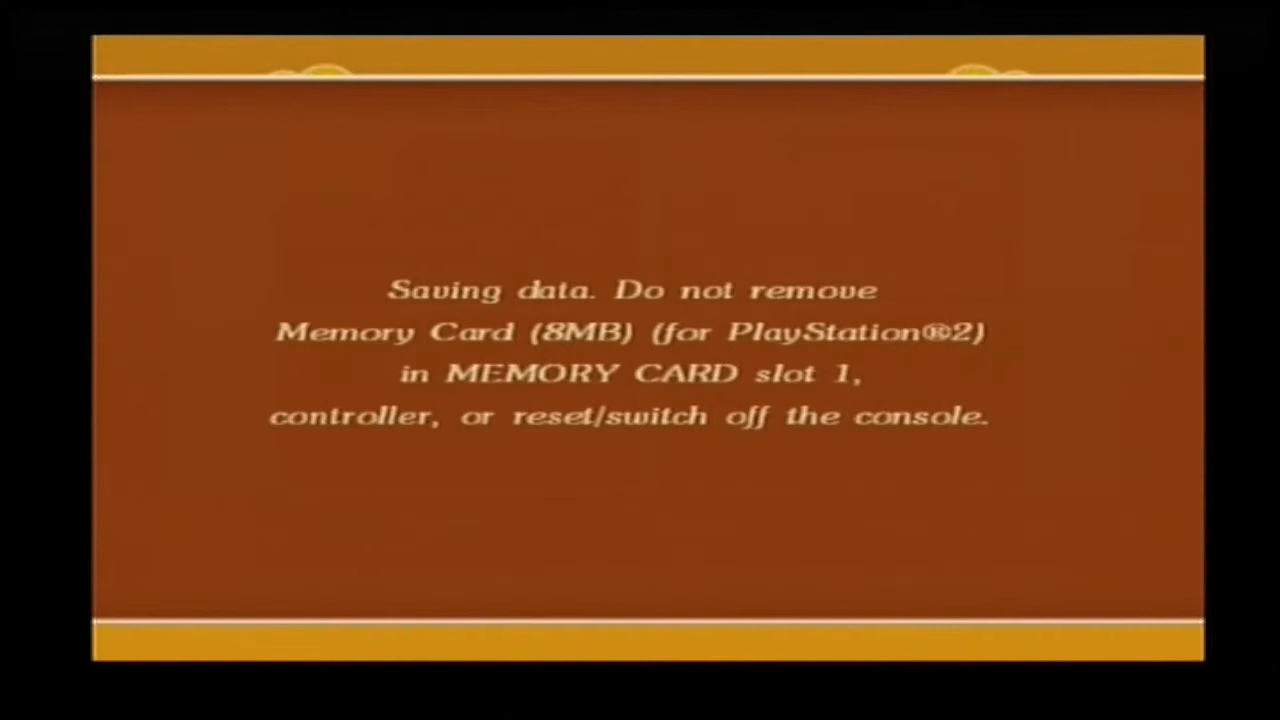 Saving data. Do not remove
Memory Card (8MB) (for PlayStation®2)
in MEMORY CARD slot 1,
controller, or reset/switch off the console.